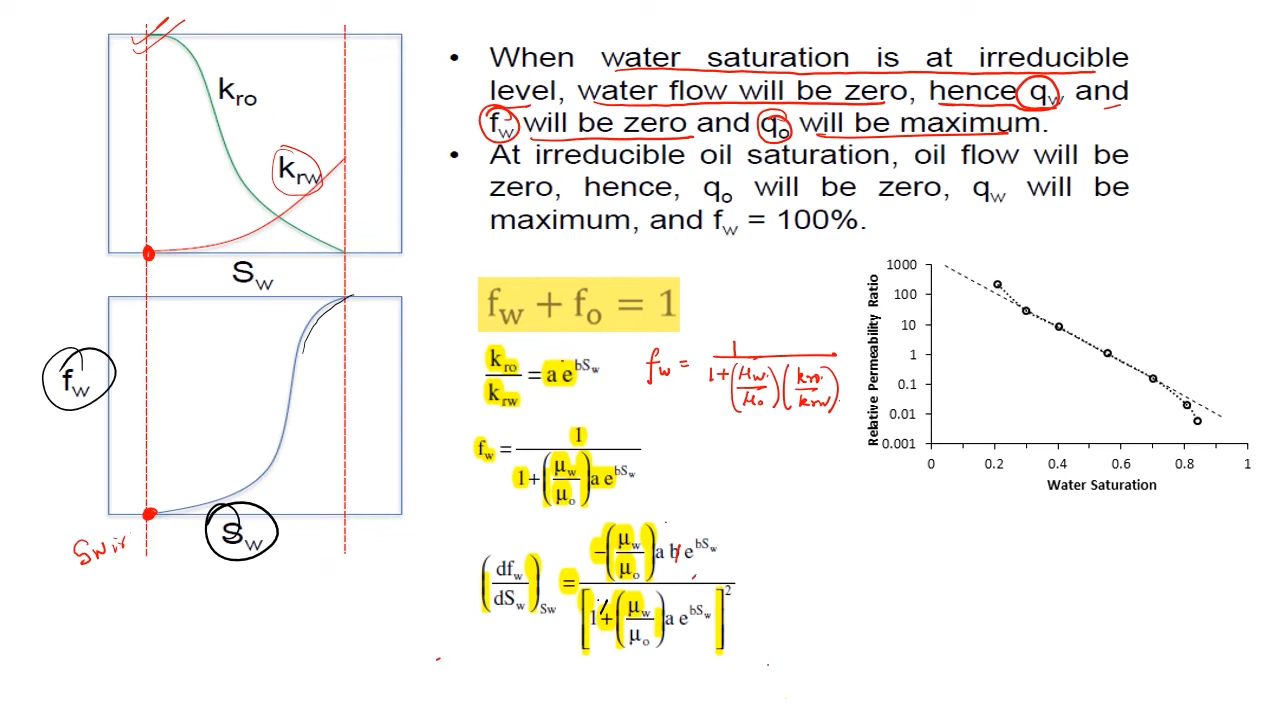 kro
krw
Sw
fw
Sw
Swir
• When water saturation is at irreducible
level, water flow will be zero, hence qw and
fw will be zero and qo will be maximum.
• At irreducible oil saturation, oil flow will be
zero, hence, qo will be zero, qw will be
maximum, and fw = 100%.
fw + fo = 1
kro/krw = a e^bSw
fw = 1/(1+(μw/μo)(kro/krw))
fw = 1/(1+(μw/μo)a e^bSw)
(dfw/dSw)Sw = -(μw/μo)a b e^bSw/[1+(μw/μo)a e^bSw]^2
Relative Permeability Ratio
1000
100
10
1
0.1
0.01
0.001
0 0.2 0.4 0.6 0.8 1
Water Saturation